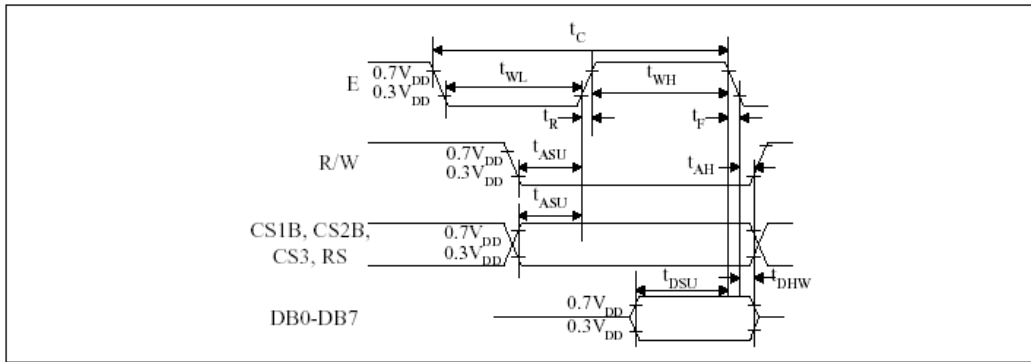 t_C
E
0.7V_DD
0.3V_DD
t_WL
t_WH
t_R
t_F
R/W
0.7V_DD
0.3V_DD
t_ASU
t_AH
t_ASU
CS1B, CS2B,
CS3, RS
0.7V_DD
0.3V_DD
t_DSU
t_DHW
DB0-DB7
0.7V_DD
0.3V_DD